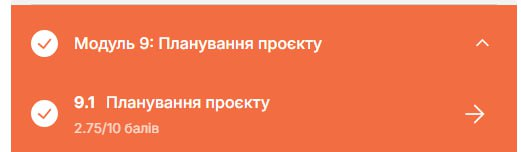 Модуль 9: Планування проєкту
9.1 Планування проєкту
2.75/10 балів